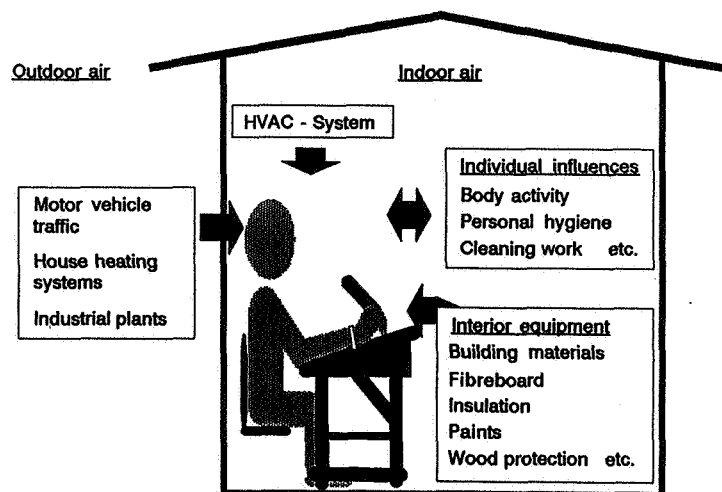 Outdoor air
Indoor air
HVAC - System
Motor vehicle
traffic
House heating
systems
Industrial plants
Individual influences
Body activity
Personal hygiene
Cleaning work etc.
Interior equipment
Building materials
Fibreboard
Insulation
Paints
Wood protection etc.